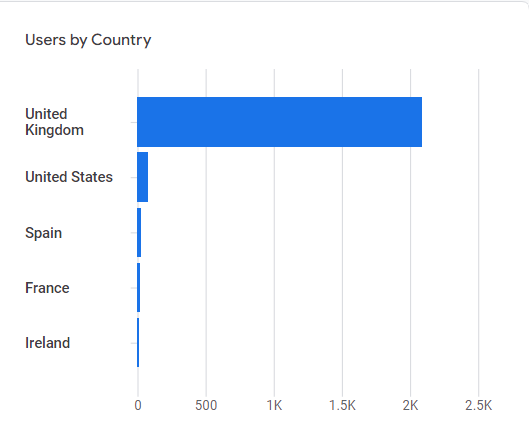 Users by Country
United
Kingdom
United States
Spain
France
Ireland
0 500 1K 1.5K 2K 2.5K